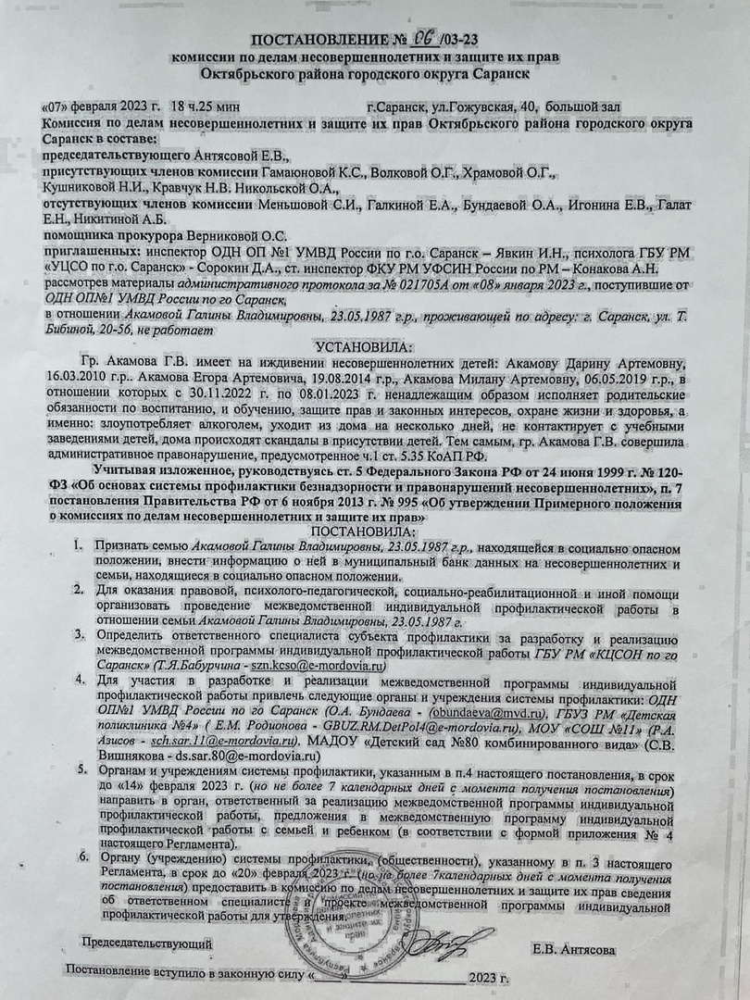 ПОСТАНОВЛЕНИЕ № 06 /03-23
комиссии по делам несовершеннолетних и защите их прав
Октябрьского района городского округа Саранск
«07» февраля 2023 г. 18 ч.25 мин г.Саранск, ул.Гожувская, 40, большой зал
Комиссия по делам несовершеннолетних и защите их прав Октябрьского района городского округа
Саранск в составе:
председательствующего Антясовой Е.В.,
присутствующих членов комиссии Гамаюновой К.С., Волковой О.Г., Храмовой О.Г.,
Кушниковой Н.И., Кравчук Н.В. Никольской О.А.,
отсутствующих членов комиссии Меньшовой С.И., Галкиной Е.А., Бундаевой О.А., Игонина Е.В., Галат
Е.Н., Никитиной А.Б.
помощника прокурора Верниковой О.С.
приглашенных: инспектор ОДН ОП №1 УМВД России по г.о. Саранск – Явкин И.Н., психолога ГБУ РМ
«УЦСО по г.о. Саранск» - Сорокин Д.А., ст. инспектор ФКУ РМ УФСИН России по РМ – Конакова А.Н.
рассмотрев материалы административного протокола за № 021705А от «08» января 2023 г., поступившие от
ОДН ОП№1 УМВД России по го Саранск,
в отношении Акамовой Галины Владимировны, 23.05.1987 г.р., проживающей по адресу: г. Саранск, ул. Т.
Бибиной, 20-56, не работает
УСТАНОВИЛА:
Гр. Акамова Г.В. имеет на иждивении несовершеннолетних детей: Акамову Дарину Артемовну,
16.03.2010 г.р.. Акамова Егора Артемовича, 19.08.2014 г.р., Акамова Милану Артемовну, 06.05.2019 г.р., в
отношении которых с 30.11.2022 г. по 08.01.2023 г. ненадлежащим образом исполняет родительские
обязанности по воспитанию, и обучению, защите прав и законных интересов, охране жизни и здоровья, а
именно: злоупотребляет алкоголем, уходит из дома на несколько дней, не контактирует с учебными
заведениями детей, дома происходят скандалы в присутствии детей. Тем самым, гр. Акамова Г.В. совершила
административное правонарушение, предусмотренное ч.1 ст. 5.35 КоАП РФ.
Учитывая изложенное, руководствуясь ст. 5 Федерального Закона РФ от 24 июня 1999 г. № 120-
ФЗ «Об основах системы профилактики безнадзорности и правонарушений несовершеннолетних», п. 7
постановления Правительства РФ от 6 ноября 2013 г. № 995 «Об утверждении Примерного положения
о комиссиях по делам несовершеннолетних и защите их прав»
ПОСТАНОВИЛА:
1. Признать семью Акамовой Галины Владимировны, 23.05.1987 г.р., находящейся в социально опасном
положении, внести информацию о ней в муниципальный банк данных на несовершеннолетних и
семьи, находящиеся в социально опасном положении.
2. Для оказания правовой, психолого-педагогической, социально-реабилитационной и иной помощи
организовать проведение межведомственной индивидуальной профилактической работы в
отношении семьи Акамовой Галины Владимировны, 23.05.1987 г.
3. Определить ответственного специалиста субъекта профилактики за разработку и реализацию
межведомственной программы индивидуальной профилактической работы ГБУ РМ «КЦСОН по го
Саранск» (Т.Я.Бабурчина - szn.kcso@e-mordovia.ru)
4. Для участия в разработке и реализации межведомственной программы индивидуальной
профилактической работы привлечь следующие органы и учреждения системы профилактики: ОДН
ОП№1 УМВД России по го Саранск (О.А. Бундаева - (obundaeva@mvd.ru), ГБУЗ РМ «Детская
поликлиника №4» ( Е.М. Родионова - GBUZ.RM.DetPol4@e-mordovia.ru), МОУ «СОШ №11» (Р.А.
Азисов - sch.sar.11@e-mordovia.ru), МАДОУ «Детский сад №80 комбинированного вида» (С.В.
Вишнякова - ds.sar.80@e-mordovia.ru)
5. Органам и учреждениям системы профилактики, указанным в п.4 настоящего постановления, в срок
до «14» февраля 2023 г. (но не более 7 календарных дней с момента получения постановления)
направить в орган, ответственный за реализацию межведомственной программы индивидуальной
профилактической работы, предложения в межведомственную программу индивидуальной
профилактической работы с семьей и ребенком (в соответствии с формой приложения № 4
настоящего Регламента).
6. Органу (учреждению) системы профилактики, (общественности), указанному в п. 3 настоящего
Регламента, в срок до «20» февраля 2023 г. (но не более 7календарных дней с момента получения
постановления) предоставить в комиссию по делам несовершеннолетних и защите их прав сведения
об ответственном специалисте и проекте межведомственной программы индивидуальной
профилактической работы для утверждения.
Председательствующий Е.В. Антясова
Постановление вступило в законную силу «____»____________________ 2023 г.